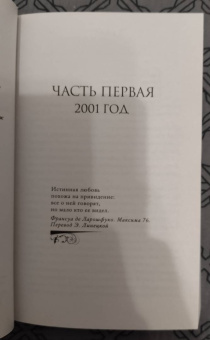 ЧАСТЬ ПЕРВАЯ
2001 ГОД
Истинная любовь
похожа на привидение:
все о ней говорят,
но мало кто ее видел.
Франсуа де Ларошфуко. Максима 76.
Перевод Э. Линецкой